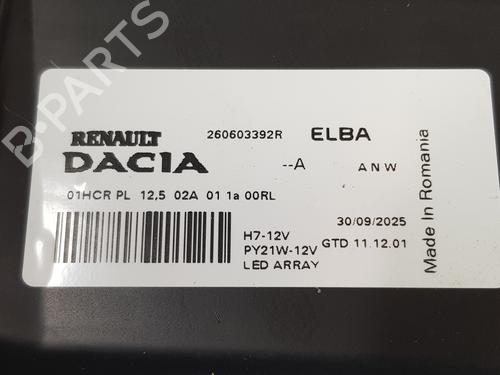 B-PARTS
RENAULT 260603392R ELBA
DACIA --A ANW
01HCR PL 12,5 02A 01 1a 00RL
30/09/2025
H7-12V
PY21W-12V GTD 11.12.01
LED ARRAY
Made In Romania